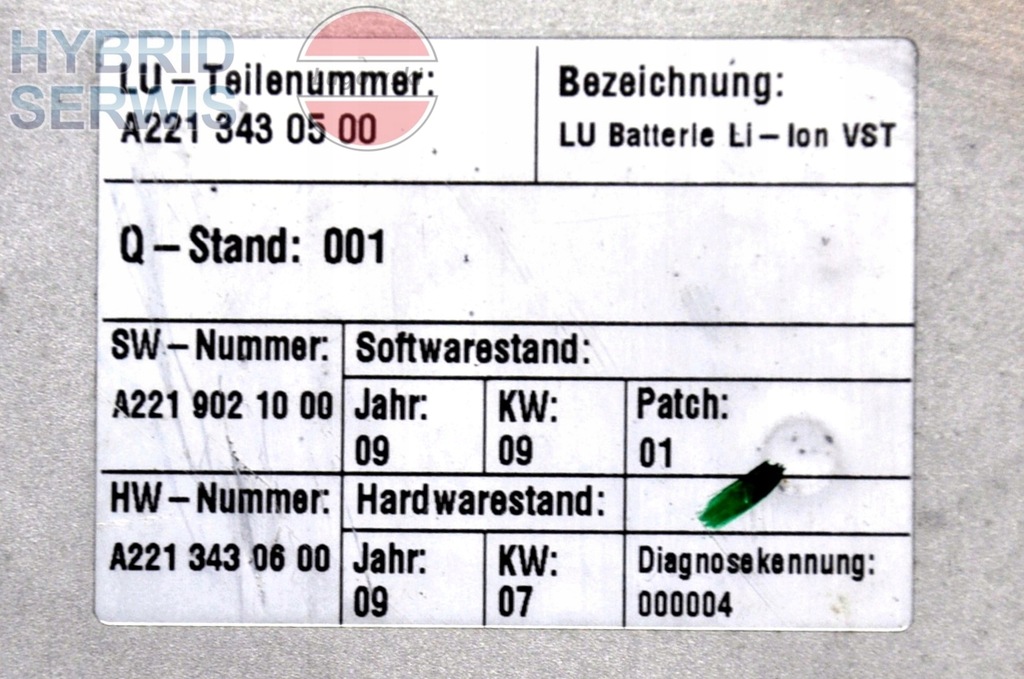 HYBRID
SERWIS
LU – Teilenummer:
A221 343 05 00
Bezeichnung:
LU Batterie Li – Ion VST
Q – Stand: 001
SW – Nummer:
A221 902 10 00
Softwarestand:
Jahr:
09
KW:
09
Patch:
01
HW – Nummer:
A221 343 06 00
Hardwarestand:
Jahr:
09
KW:
07
Diagnosekennung:
000004